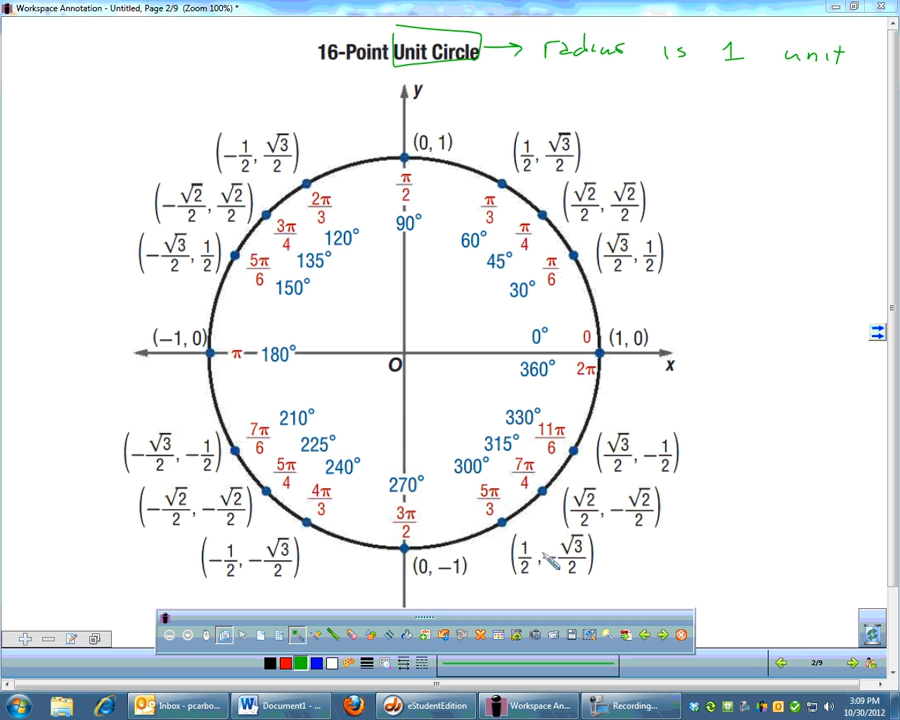 Workspace Annotation - Untitled, Page 2/9 (Zoom 100%) *
16-Point Unit Circle → radius is 1 unit
y
(-1/2, √3/2)
(0, 1)
(1/2, √3/2)
(-√2/2, √2/2)
(√2/2, √2/2)
(-√3/2, 1/2)
(√3/2, 1/2)
2π/3
π/2
π/3
3π/4
120°
90°
60°
π/4
5π/6
135°
45°
π/6
150°
30°
(-1, 0)
π 180°
0° 0
(1, 0)
O
360° 2π
x
210°
330°
7π/6
225°
315°
11π/6
(-√3/2, -1/2)
(√3/2, -1/2)
5π/4
240°
300°
7π/4
270°
4π/3
3π/2
5π/3
(-√2/2, -√2/2)
(√2/2, -√2/2)
(-1/2, -√3/2)
(0, -1)
(1/2, -√3/2)
2/9
Inbox - pcarbo...
Document1 - ...
eStudentEdition
Workspace An...
Recording...
3:09 PM
10/30/2012